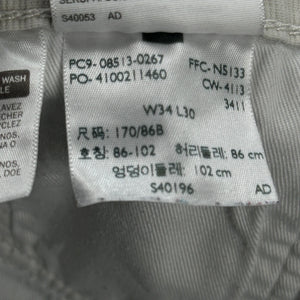 S40053 AD
PC9- 08513-0267
PO- 4100211460
FFC- N5133
CW- 4113
3411
W34 L30
尺码: 170/86B
호칭: 86-102 허리둘레: 86 cm
엉덩이둘레: 102 cm
S40196 AD
WASH
LAVEZ